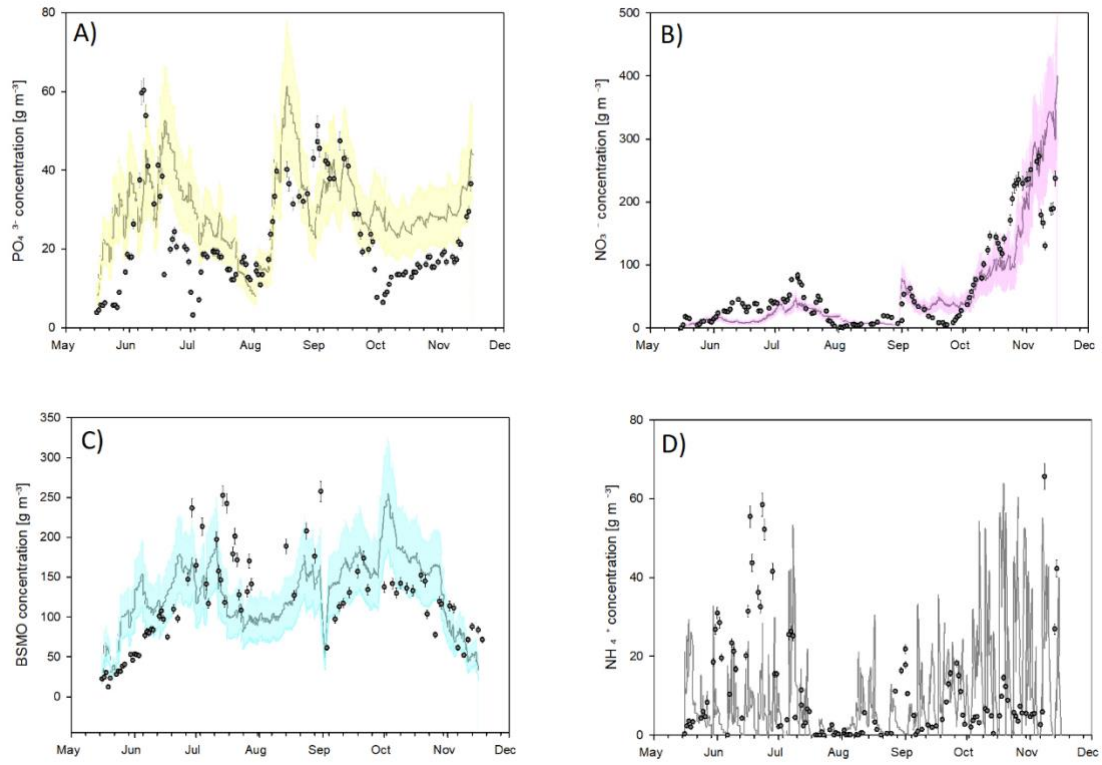 A)
PO₄ ³⁻ concentration [g m⁻³]
80
60
40
20
0
May Jun Jul Aug Sep Oct Nov Dec
B)
NO₃ ⁻ concentration [g m⁻³]
500
400
300
200
100
0
May Jun Jul Aug Sep Oct Nov Dec
C)
BSMO concentration [g m⁻³]
350
300
250
200
150
100
50
0
May Jun Jul Aug Sep Oct Nov Dec
D)
NH ₄ ⁺ concentration [g m⁻³]
80
60
40
20
0
May Jun Jul Aug Sep Oct Nov Dec